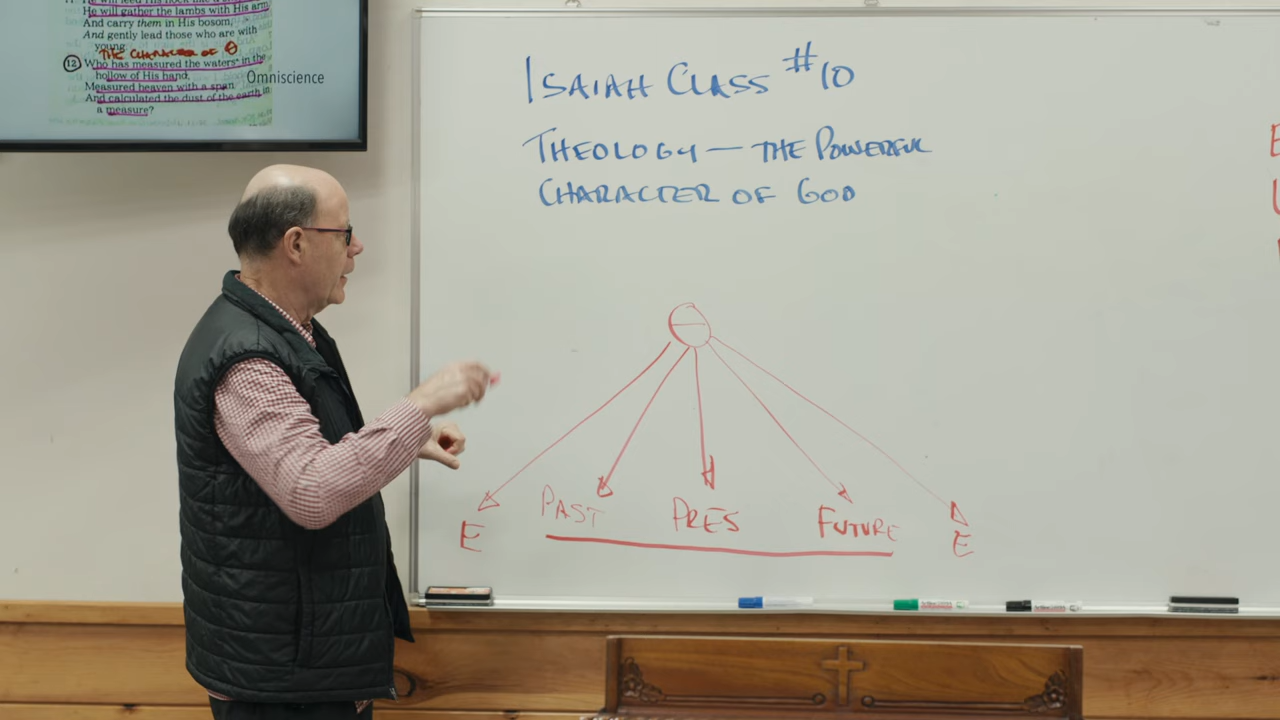 He will gather the lambs with His arm,
And carry them in His bosom,
And gently lead those who are with
young.
THE CHARACTER OF θ
12 Who has measured the waters in the
hollow of His hand,
Measured heaven with a span
And calculated the dust of the earth in
a measure?
Omniscience
ISAIAH CLASS #10
THEOLOGY — THE POWERFUL
CHARACTER OF GOD
θ
E PAST PRES FUTURE E
E
U